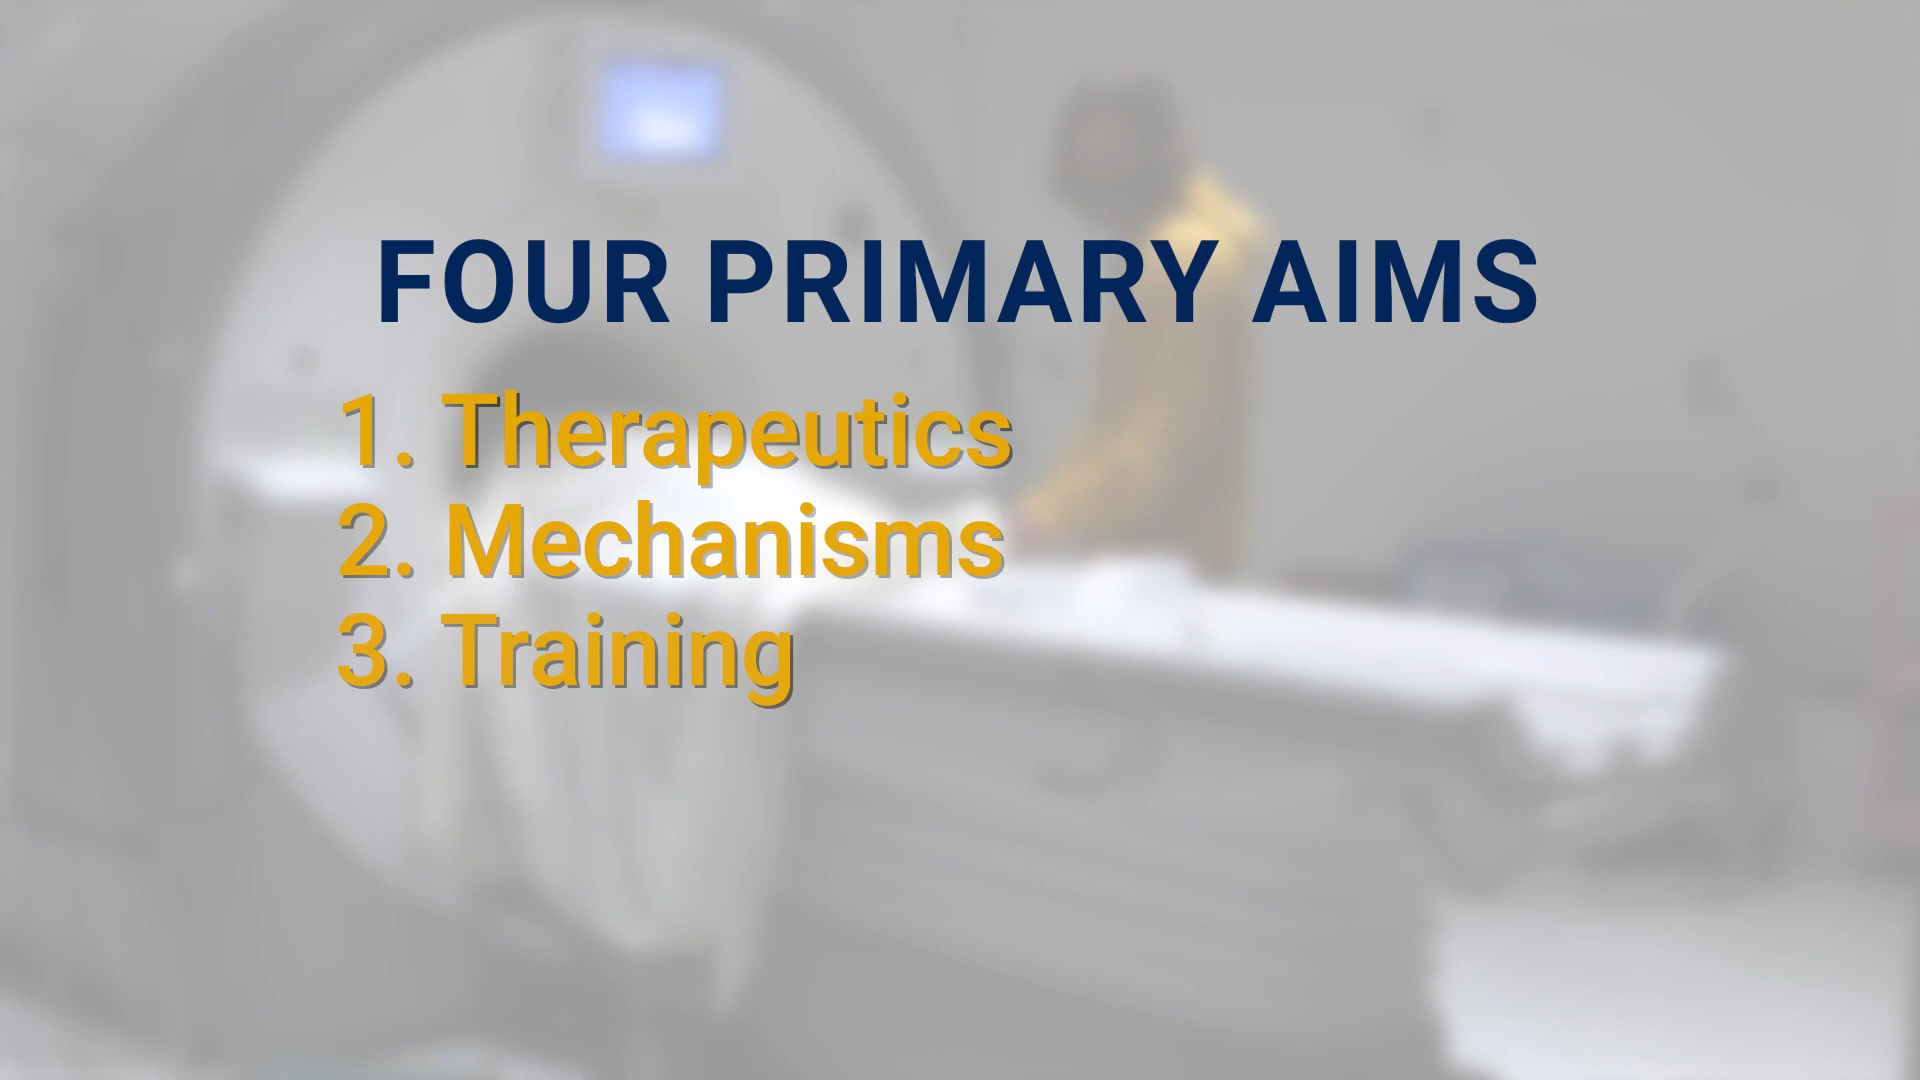 FOUR PRIMARY AIMS
1. Therapeutics
2. Mechanisms
3. Training